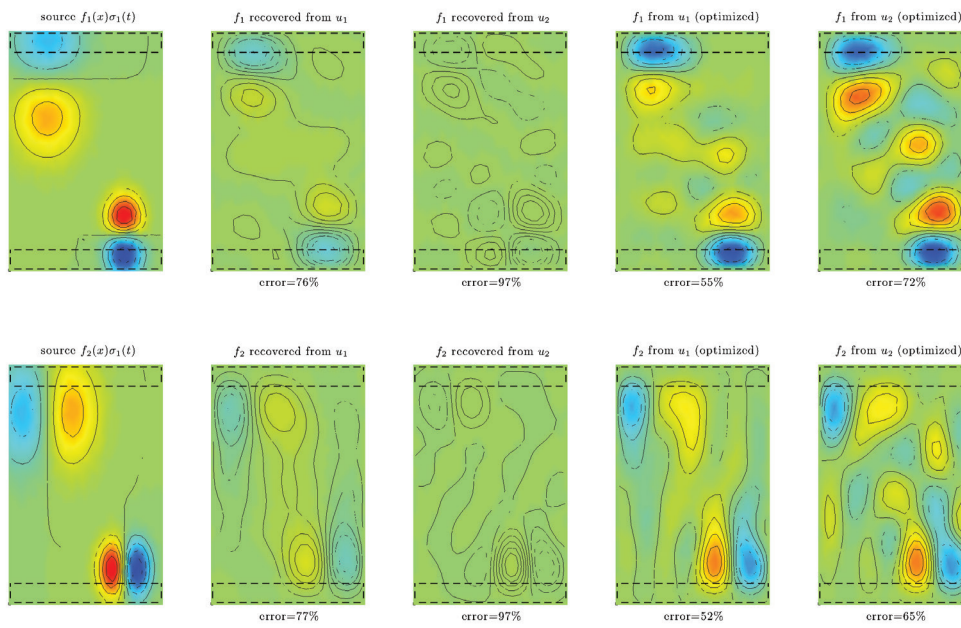 source f₁(x)σ₁(t)
f₁ recovered from u₁
f₁ recovered from u₂
f₁ from u₁ (optimized)
f₁ from u₂ (optimized)
error=76%
error=97%
error=55%
error=72%
source f₂(x)σ₁(t)
f₂ recovered from u₁
f₂ recovered from u₂
f₂ from u₁ (optimized)
f₂ from u₂ (optimized)
error=77%
error=97%
error=52%
error=65%